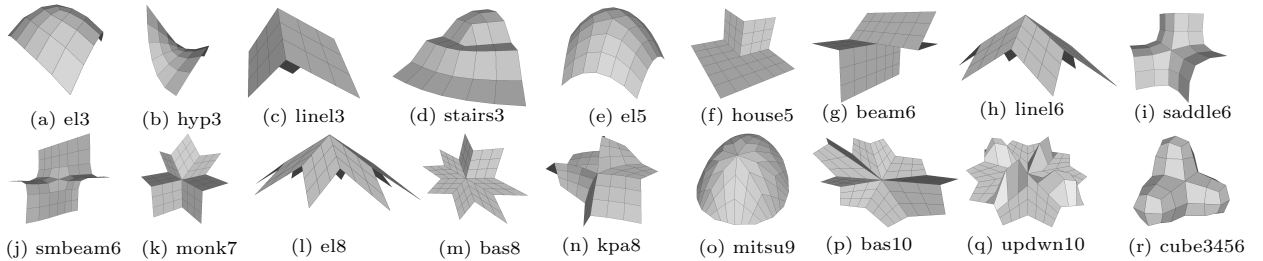 (a) el3 (b) hyp3 (c) linel3 (d) stairs3 (e) el5 (f) house5 (g) beam6 (h) linel6 (i) saddle6
(j) smbeam6 (k) monk7 (l) el8 (m) bas8 (n) kpa8 (o) mitsu9 (p) bas10 (q) updwn10 (r) cube3456